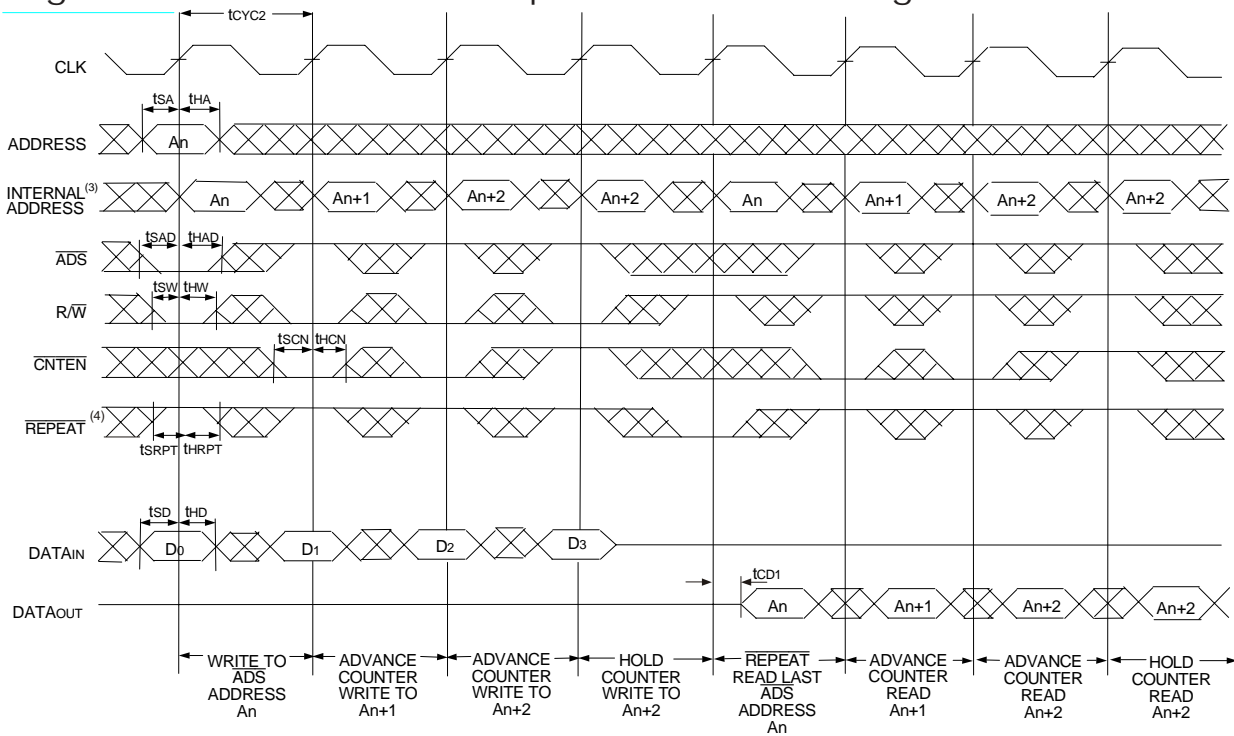 tCYC2
CLK
tSA tHA
ADDRESS An
INTERNAL(3) ADDRESS An An+1 An+2 An+2 An An+1 An+2 An+2
tSAD tHAD
ADS
tSW tHW
R/W
tSCN tHCN
CNTEN
REPEAT (4)
tSRPT tHRPT
tSD tHD
DATAIN D0 D1 D2 D3
tCD1
DATAOUT An An+1 An+2 An+2
WRITE TO
ADS
ADDRESS
An
ADVANCE
COUNTER
WRITE TO
An+1
ADVANCE
COUNTER
WRITE TO
An+2
HOLD
COUNTER
WRITE TO
An+2
REPEAT
READ LAST
ADS
ADDRESS
An
ADVANCE
COUNTER
READ
An+1
ADVANCE
COUNTER
READ
An+2
HOLD
COUNTER
READ
An+2